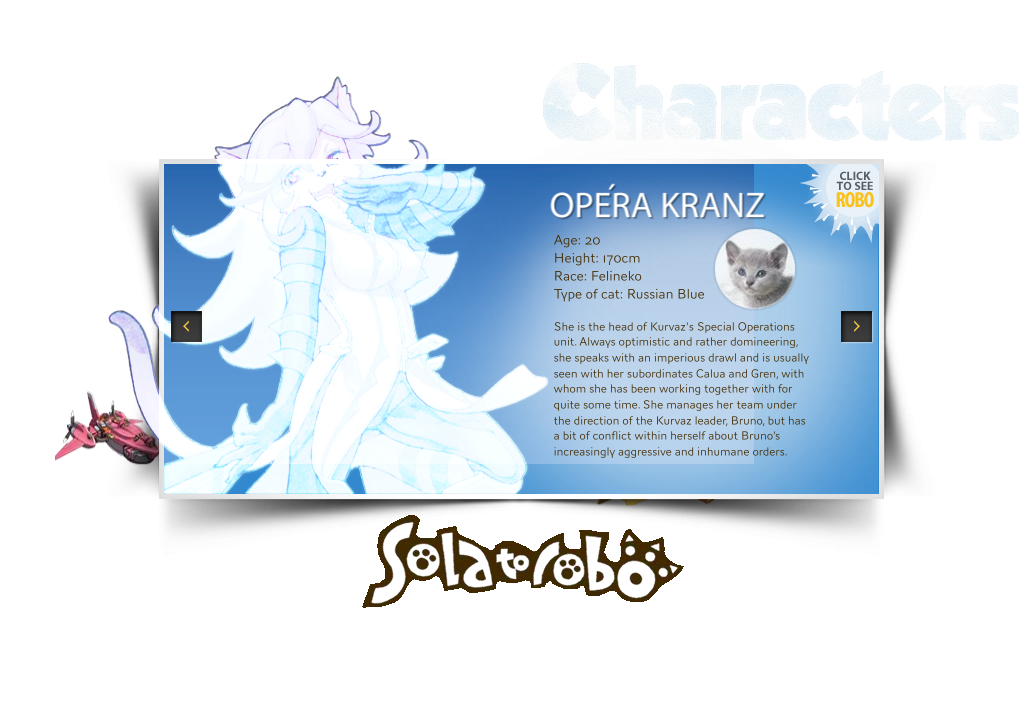 Characters
CLICK
TO SEE
ROBO
OPÉRA KRANZ
Age: 20
Height: 170cm
Race: Felineko
Type of cat: Russian Blue
She is the head of Kurvaz's Special Operations
unit. Always optimistic and rather domineering,
she speaks with an imperious drawl and is usually
seen with her subordinates Calua and Gren, with
whom she has been working together with for
quite some time. She manages her team under
the direction of the Kurvaz leader, Bruno, but has
a bit of conflict within herself about Bruno's
increasingly aggressive and inhumane orders.
Solatorobo